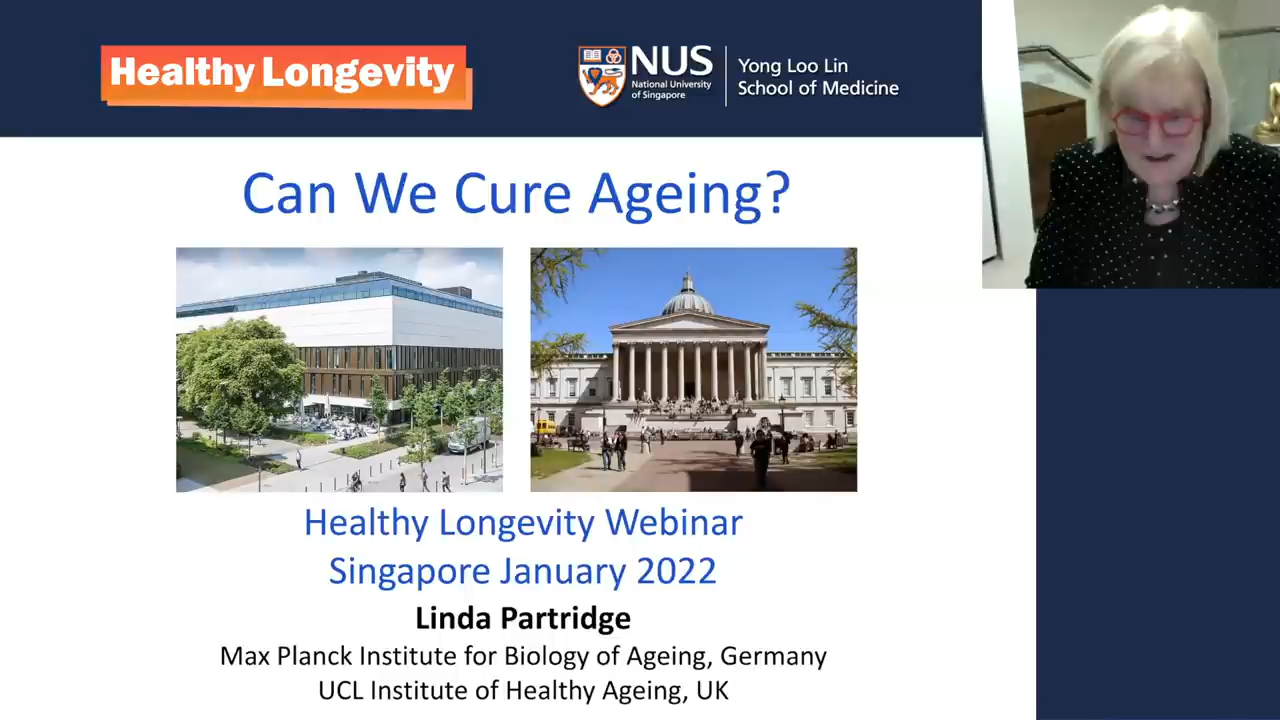 Healthy Longevity
NUS
National University
of Singapore
Yong Loo Lin
School of Medicine
Can We Cure Ageing?
Healthy Longevity Webinar
Singapore January 2022
Linda Partridge
Max Planck Institute for Biology of Ageing, Germany
UCL Institute of Healthy Ageing, UK